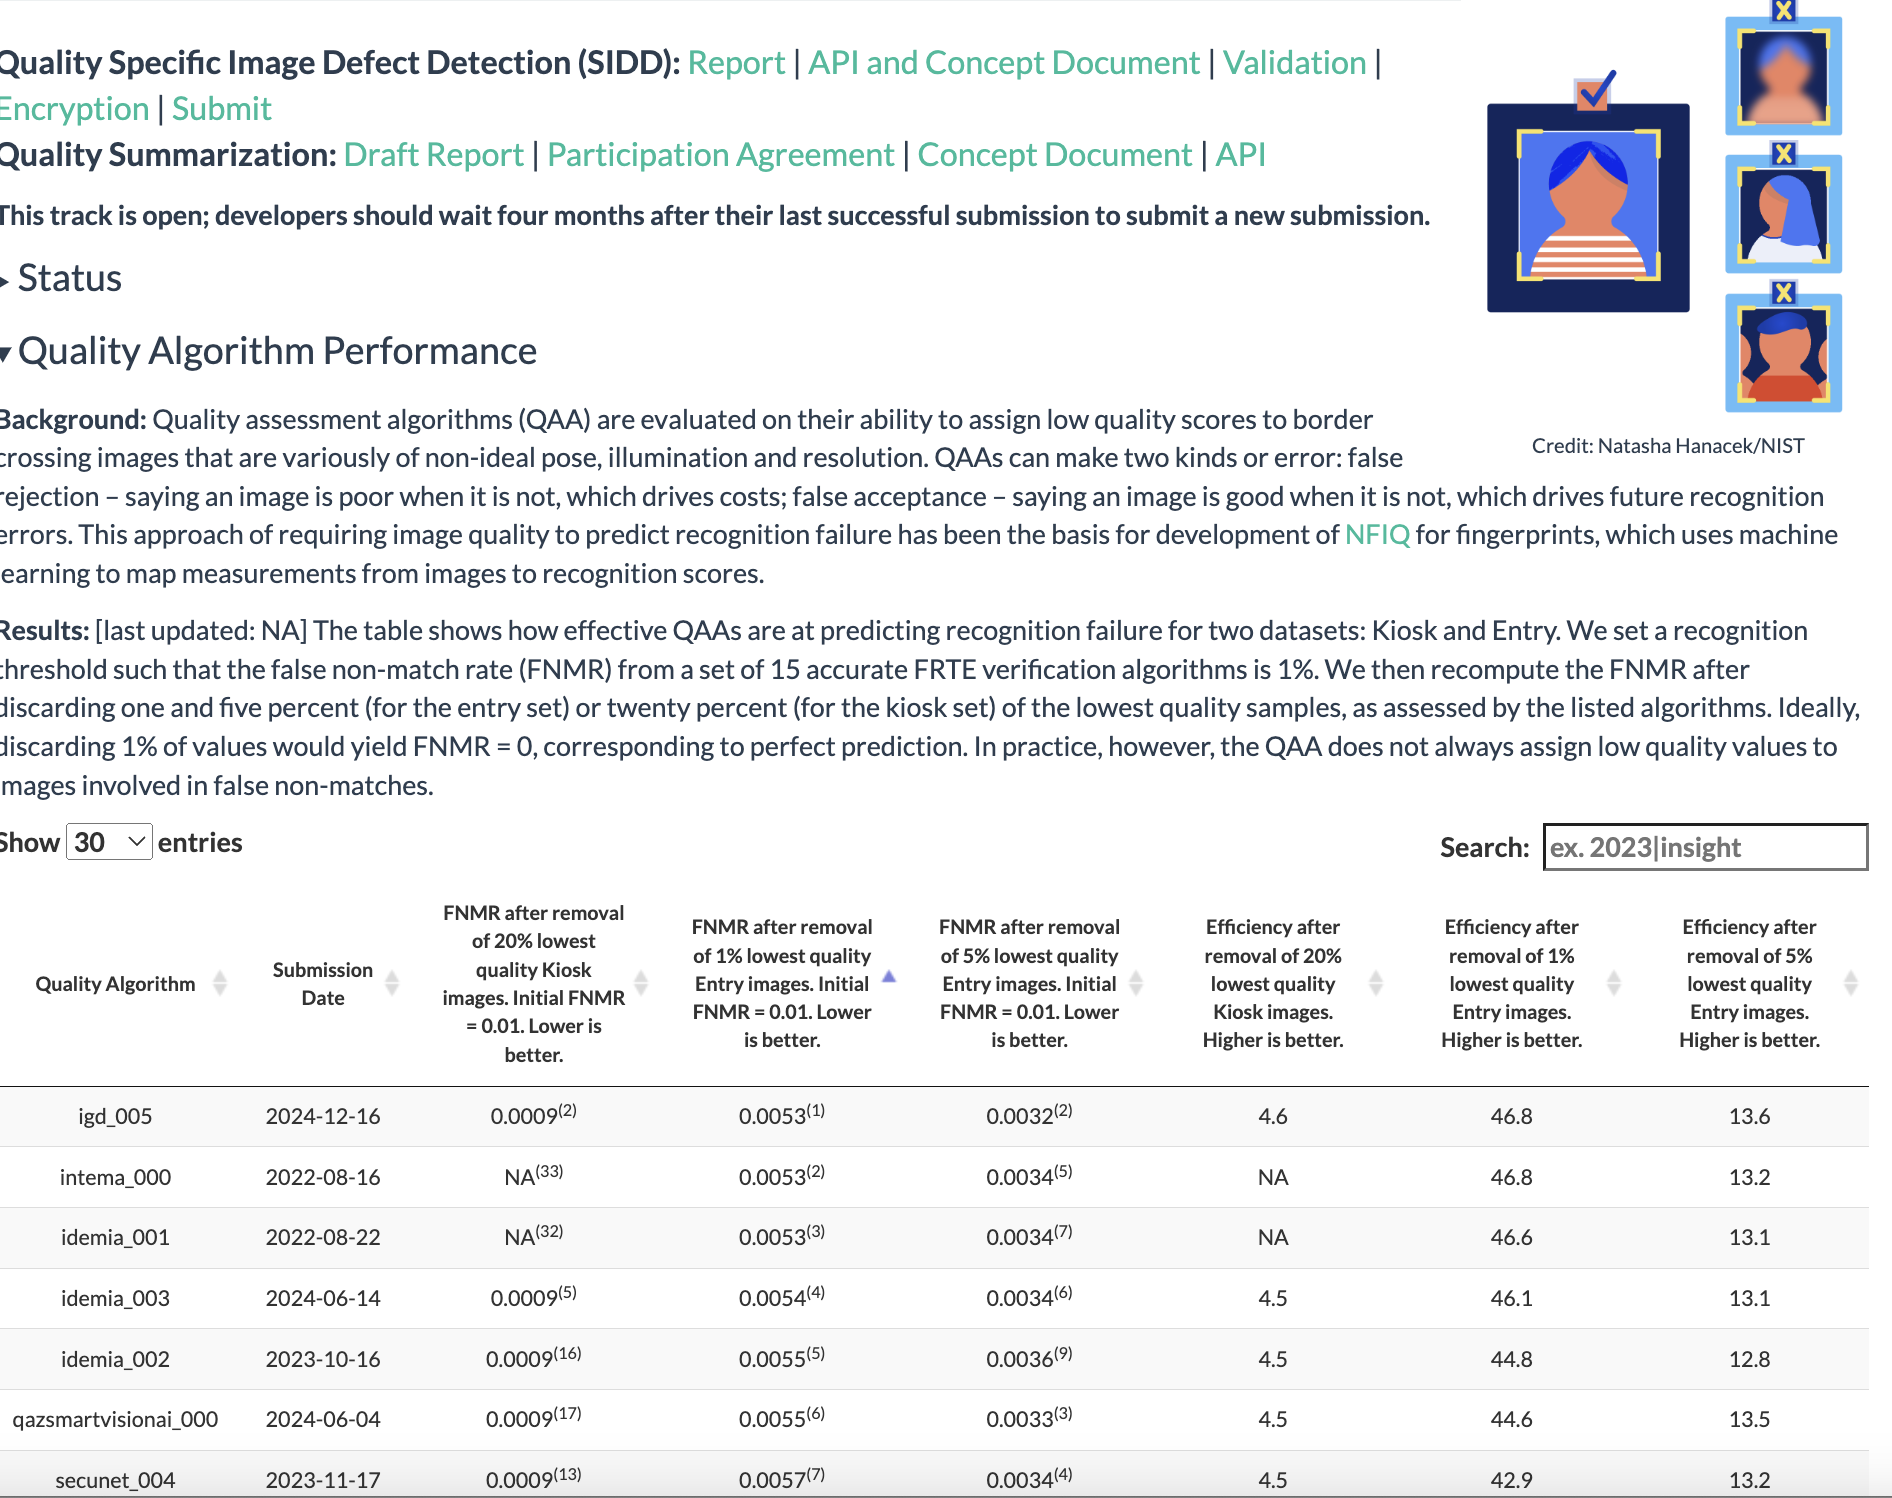 Quality Specific Image Defect Detection (SIDD): Report | API and Concept Document | Validation |
Encryption | Submit
Quality Summarization: Draft Report | Participation Agreement | Concept Document | API
This track is open; developers should wait four months after their last successful submission to submit a new submission.
▸ Status
▾ Quality Algorithm Performance
Background: Quality assessment algorithms (QAA) are evaluated on their ability to assign low quality scores to border
crossing images that are variously of non-ideal pose, illumination and resolution. QAAs can make two kinds or error: false
rejection – saying an image is poor when it is not, which drives costs; false acceptance – saying an image is good when it is not, which drives future recognition
errors. This approach of requiring image quality to predict recognition failure has been the basis for development of NFIQ for fingerprints, which uses machine
learning to map measurements from images to recognition scores.
X
X
X
Credit: Natasha Hanacek/NIST
Results: [last updated: NA] The table shows how effective QAAs are at predicting recognition failure for two datasets: Kiosk and Entry. We set a recognition
threshold such that the false non-match rate (FNMR) from a set of 15 accurate FRTE verification algorithms is 1%. We then recompute the FNMR after
discarding one and five percent (for the entry set) or twenty percent (for the kiosk set) of the lowest quality samples, as assessed by the listed algorithms. Ideally,
discarding 1% of values would yield FNMR = 0, corresponding to perfect prediction. In practice, however, the QAA does not always assign low quality values to
images involved in false non-matches.
Show 30 entries
Search: ex. 2023|insight
Quality Algorithm
Submission
Date
FNMR after removal
of 20% lowest
quality Kiosk
images. Initial FNMR
= 0.01. Lower is
better.
FNMR after removal
of 1% lowest quality
Entry images. Initial
FNMR = 0.01. Lower
is better.
FNMR after removal
of 5% lowest quality
Entry images. Initial
FNMR = 0.01. Lower
is better.
Efficiency after
removal of 20%
lowest quality
Kiosk images.
Higher is better.
Efficiency after
removal of 1%
lowest quality
Entry images.
Higher is better.
Efficiency after
removal of 5%
lowest quality
Entry images.
Higher is better.
igd_005 2024-12-16 0.0009(2) 0.0053(1) 0.0032(2) 4.6 46.8 13.6
intema_000 2022-08-16 NA(33) 0.0053(2) 0.0034(5) NA 46.8 13.2
idemia_001 2022-08-22 NA(32) 0.0053(3) 0.0034(7) NA 46.6 13.1
idemia_003 2024-06-14 0.0009(5) 0.0054(4) 0.0034(6) 4.5 46.1 13.1
idemia_002 2023-10-16 0.0009(16) 0.0055(5) 0.0036(9) 4.5 44.8 12.8
qazsmartvisionai_000 2024-06-04 0.0009(17) 0.0055(6) 0.0033(3) 4.5 44.6 13.5
secunet_004 2023-11-17 0.0009(13) 0.0057(7) 0.0034(4) 4.5 42.9 13.2